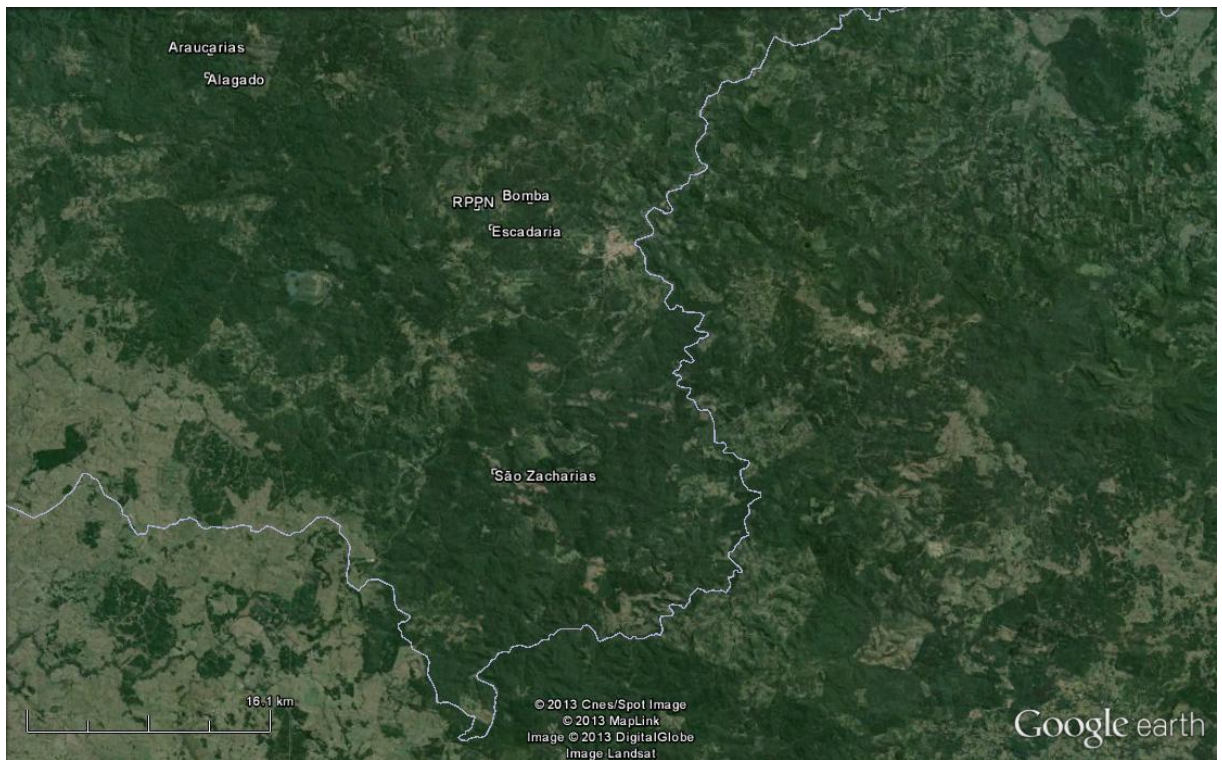 Araucarias
Alagado
RPPN
Bomba
Escadaria
São Zacharias
16.1 km
© 2013 Cnes/Spot Image
© 2013 MapLink
Image © 2013 DigitalGlobe
Image Landsat
Google earth